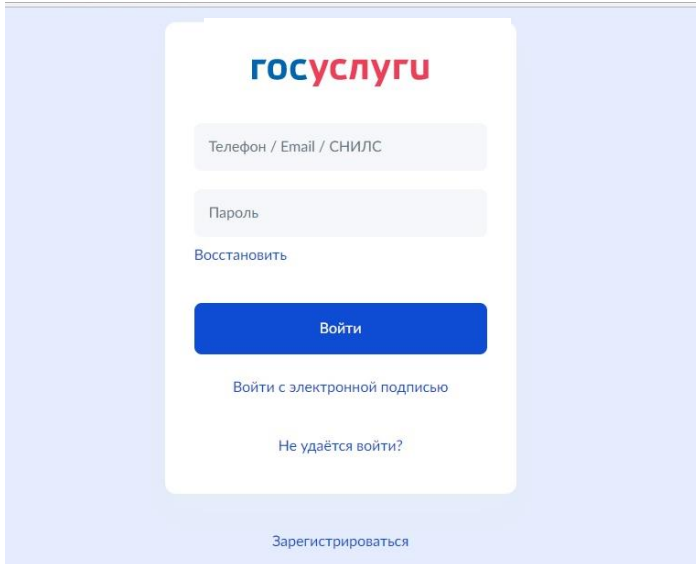 госуслуги
Телефон / Email / СНИЛС
Пароль
Восстановить
Войти
Войти с электронной подписью
Не удаётся войти?
Зарегистрироваться